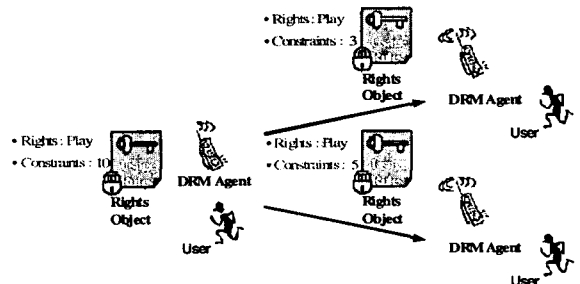 • Rights : Play
• Constraints : 3
Rights
Object
DRM Agent
User
• Rights : Play
• Constraints : 10
Rights
Object
DRM Agent
User
• Rights : Play
• Constraints : 5
Rights
Object
DRM Agent
User